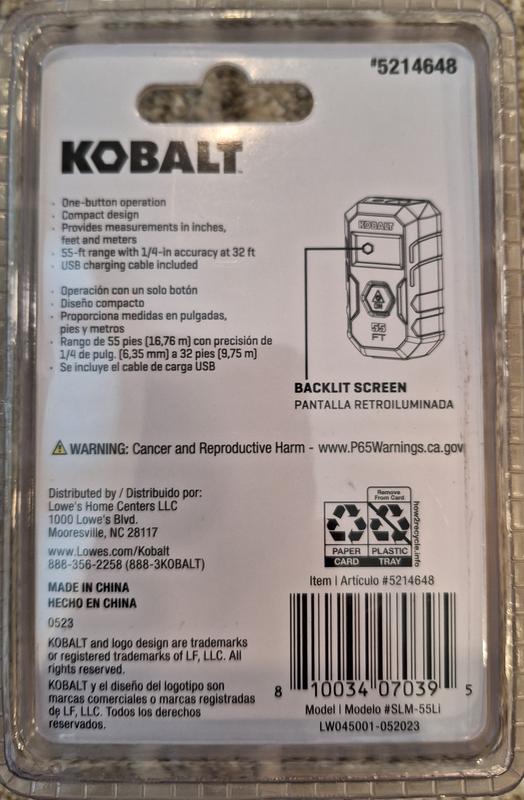 #5214648
KOBALT
· One-button operation
· Compact design
· Provides measurements in inches,
feet and meters
· 55-ft range with 1/4-in accuracy at 32 ft
· USB charging cable included
· Operación con un solo botón
· Diseño compacto
· Proporciona medidas en pulgadas,
pies y metros
· Rango de 55 pies (16,76 m) con precisión de
1/4 de pulg. (6,35 mm) a 32 pies (9,75 m)
· Se incluye el cable de carga USB
KOBALT
55
FT
BACKLIT SCREEN
PANTALLA RETROILUMINADA
WARNING: Cancer and Reproductive Harm - www.P65Warnings.ca.gov
Distributed by / Distribuido por:
Lowe's Home Centers LLC
1000 Lowe's Blvd.
Mooresville, NC 28117
www.Lowes.com/Kobalt
888-356-2258 (888-3KOBALT)
MADE IN CHINA
HECHO EN CHINA
0523
KOBALT and logo design are trademarks
or registered trademarks of LF, LLC. All
rights reserved.
KOBALT y el diseño del logotipo son
marcas comerciales o marcas registradas
de LF, LLC. Todos los derechos
reservados.
Remove
From Card
PAPER
CARD
PLASTIC
TRAY
how2recycle.info
Item | Artículo #5214648
8 10034 07039 5
Model | Modelo #SLM-55Li
LW045001-052023